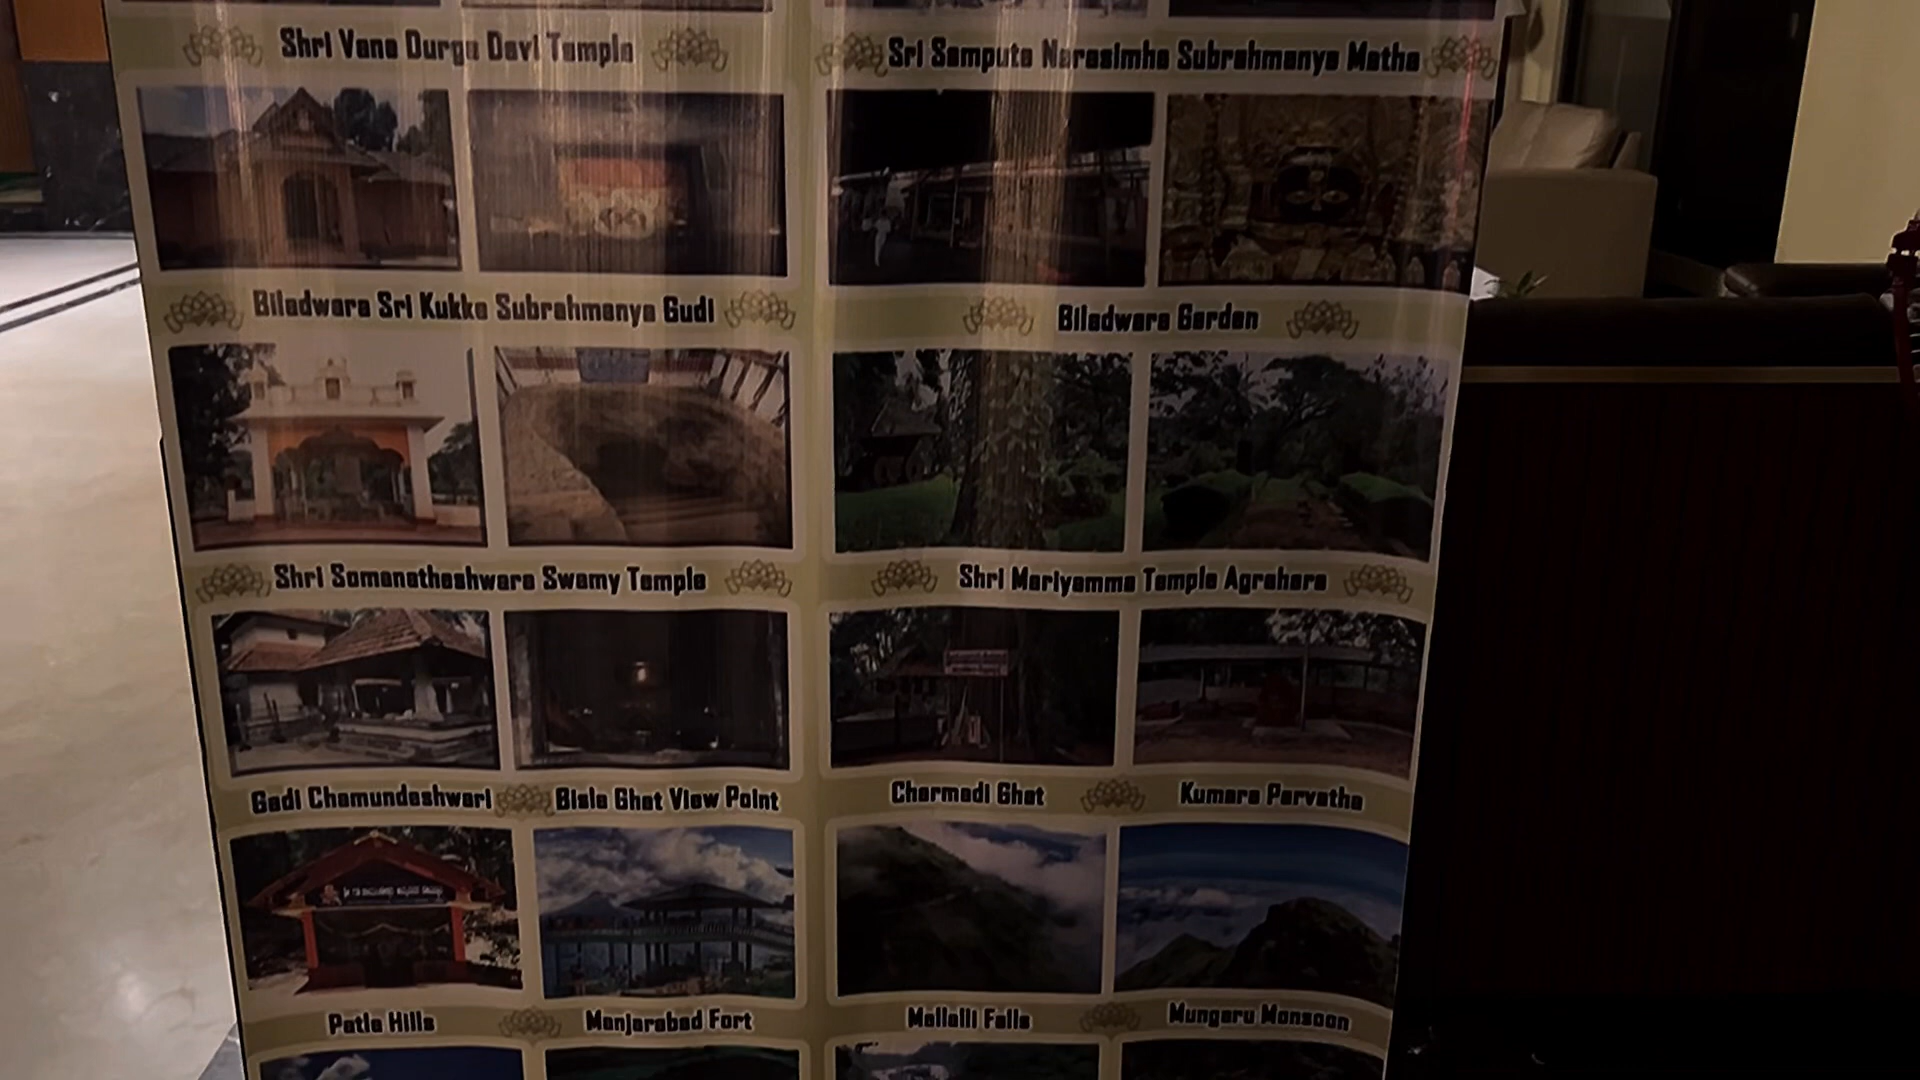 Shri Vana Durga Devi Temple
Sri Samputa Narasimha Subrahmanya Matha
Biladwara Sri Kukke Subrahmanya Gudi
Biladwara Garden
Shri Somanatheshwara Swamy Temple
Shri Mariyamma Temple Agrahara
Gadi Chamundeshwari
Bisle Ghat View Point
Charmadi Ghat
Kumara Parvatha
Patla Hills
Manjarabad Fort
Mallalli Falls
Mungaru Monsoon